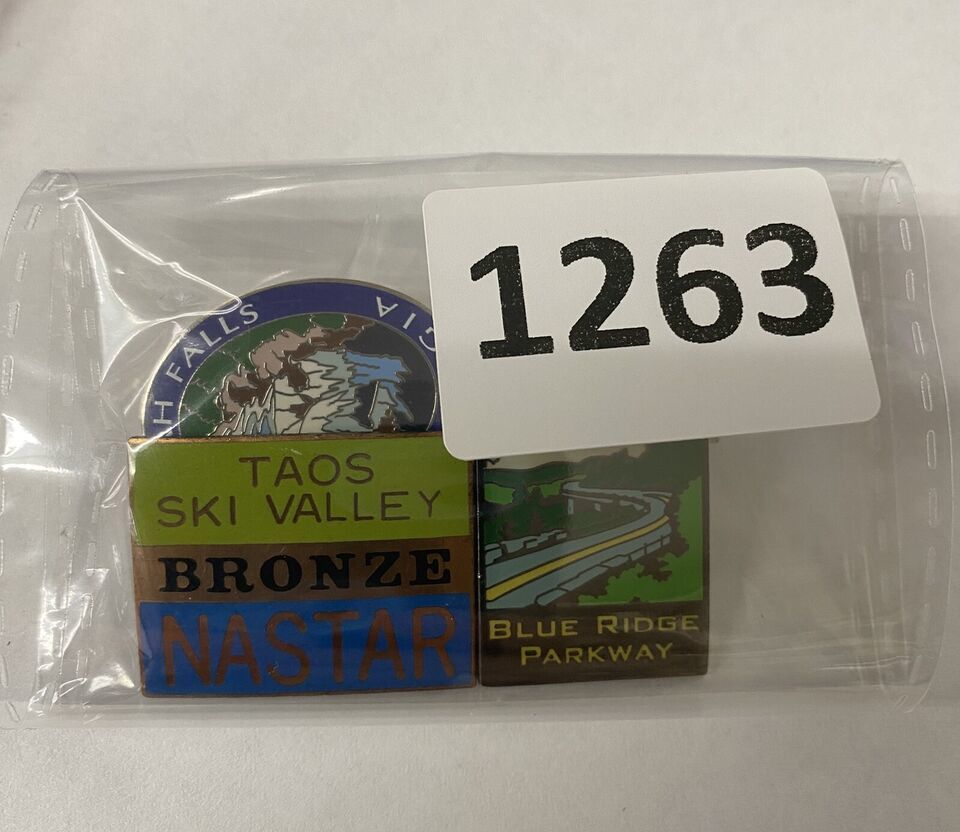 1263
FALLS
TAOS
SKI VALLEY
BRONZE
NASTAR
BLUE RIDGE
PARKWAY